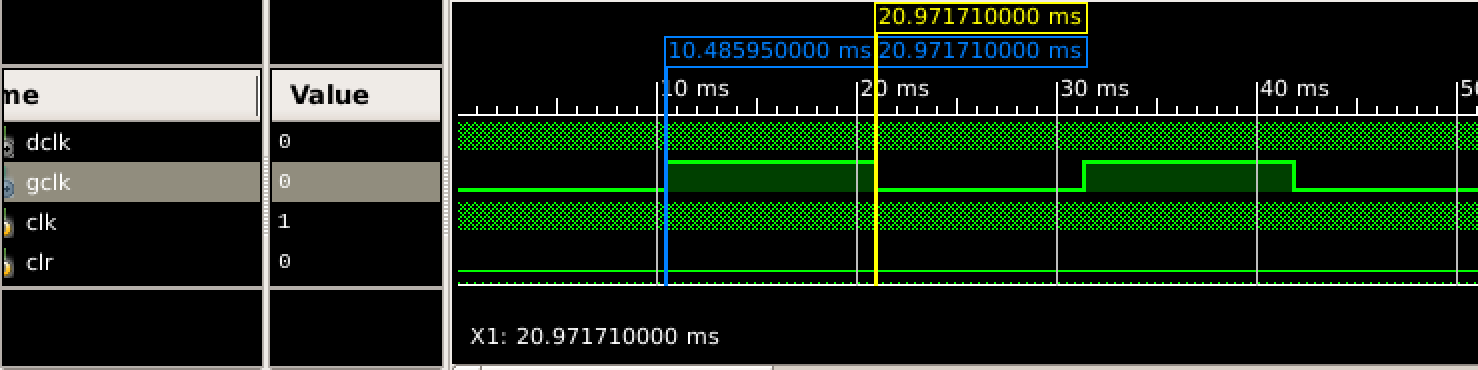 20.971710000 ms
10.485950000 ms 20.971710000 ms
10 ms 20 ms 30 ms 40 ms 50
me Value
dclk 0
gclk 0
clk 1
clr 0
X1: 20.971710000 ms